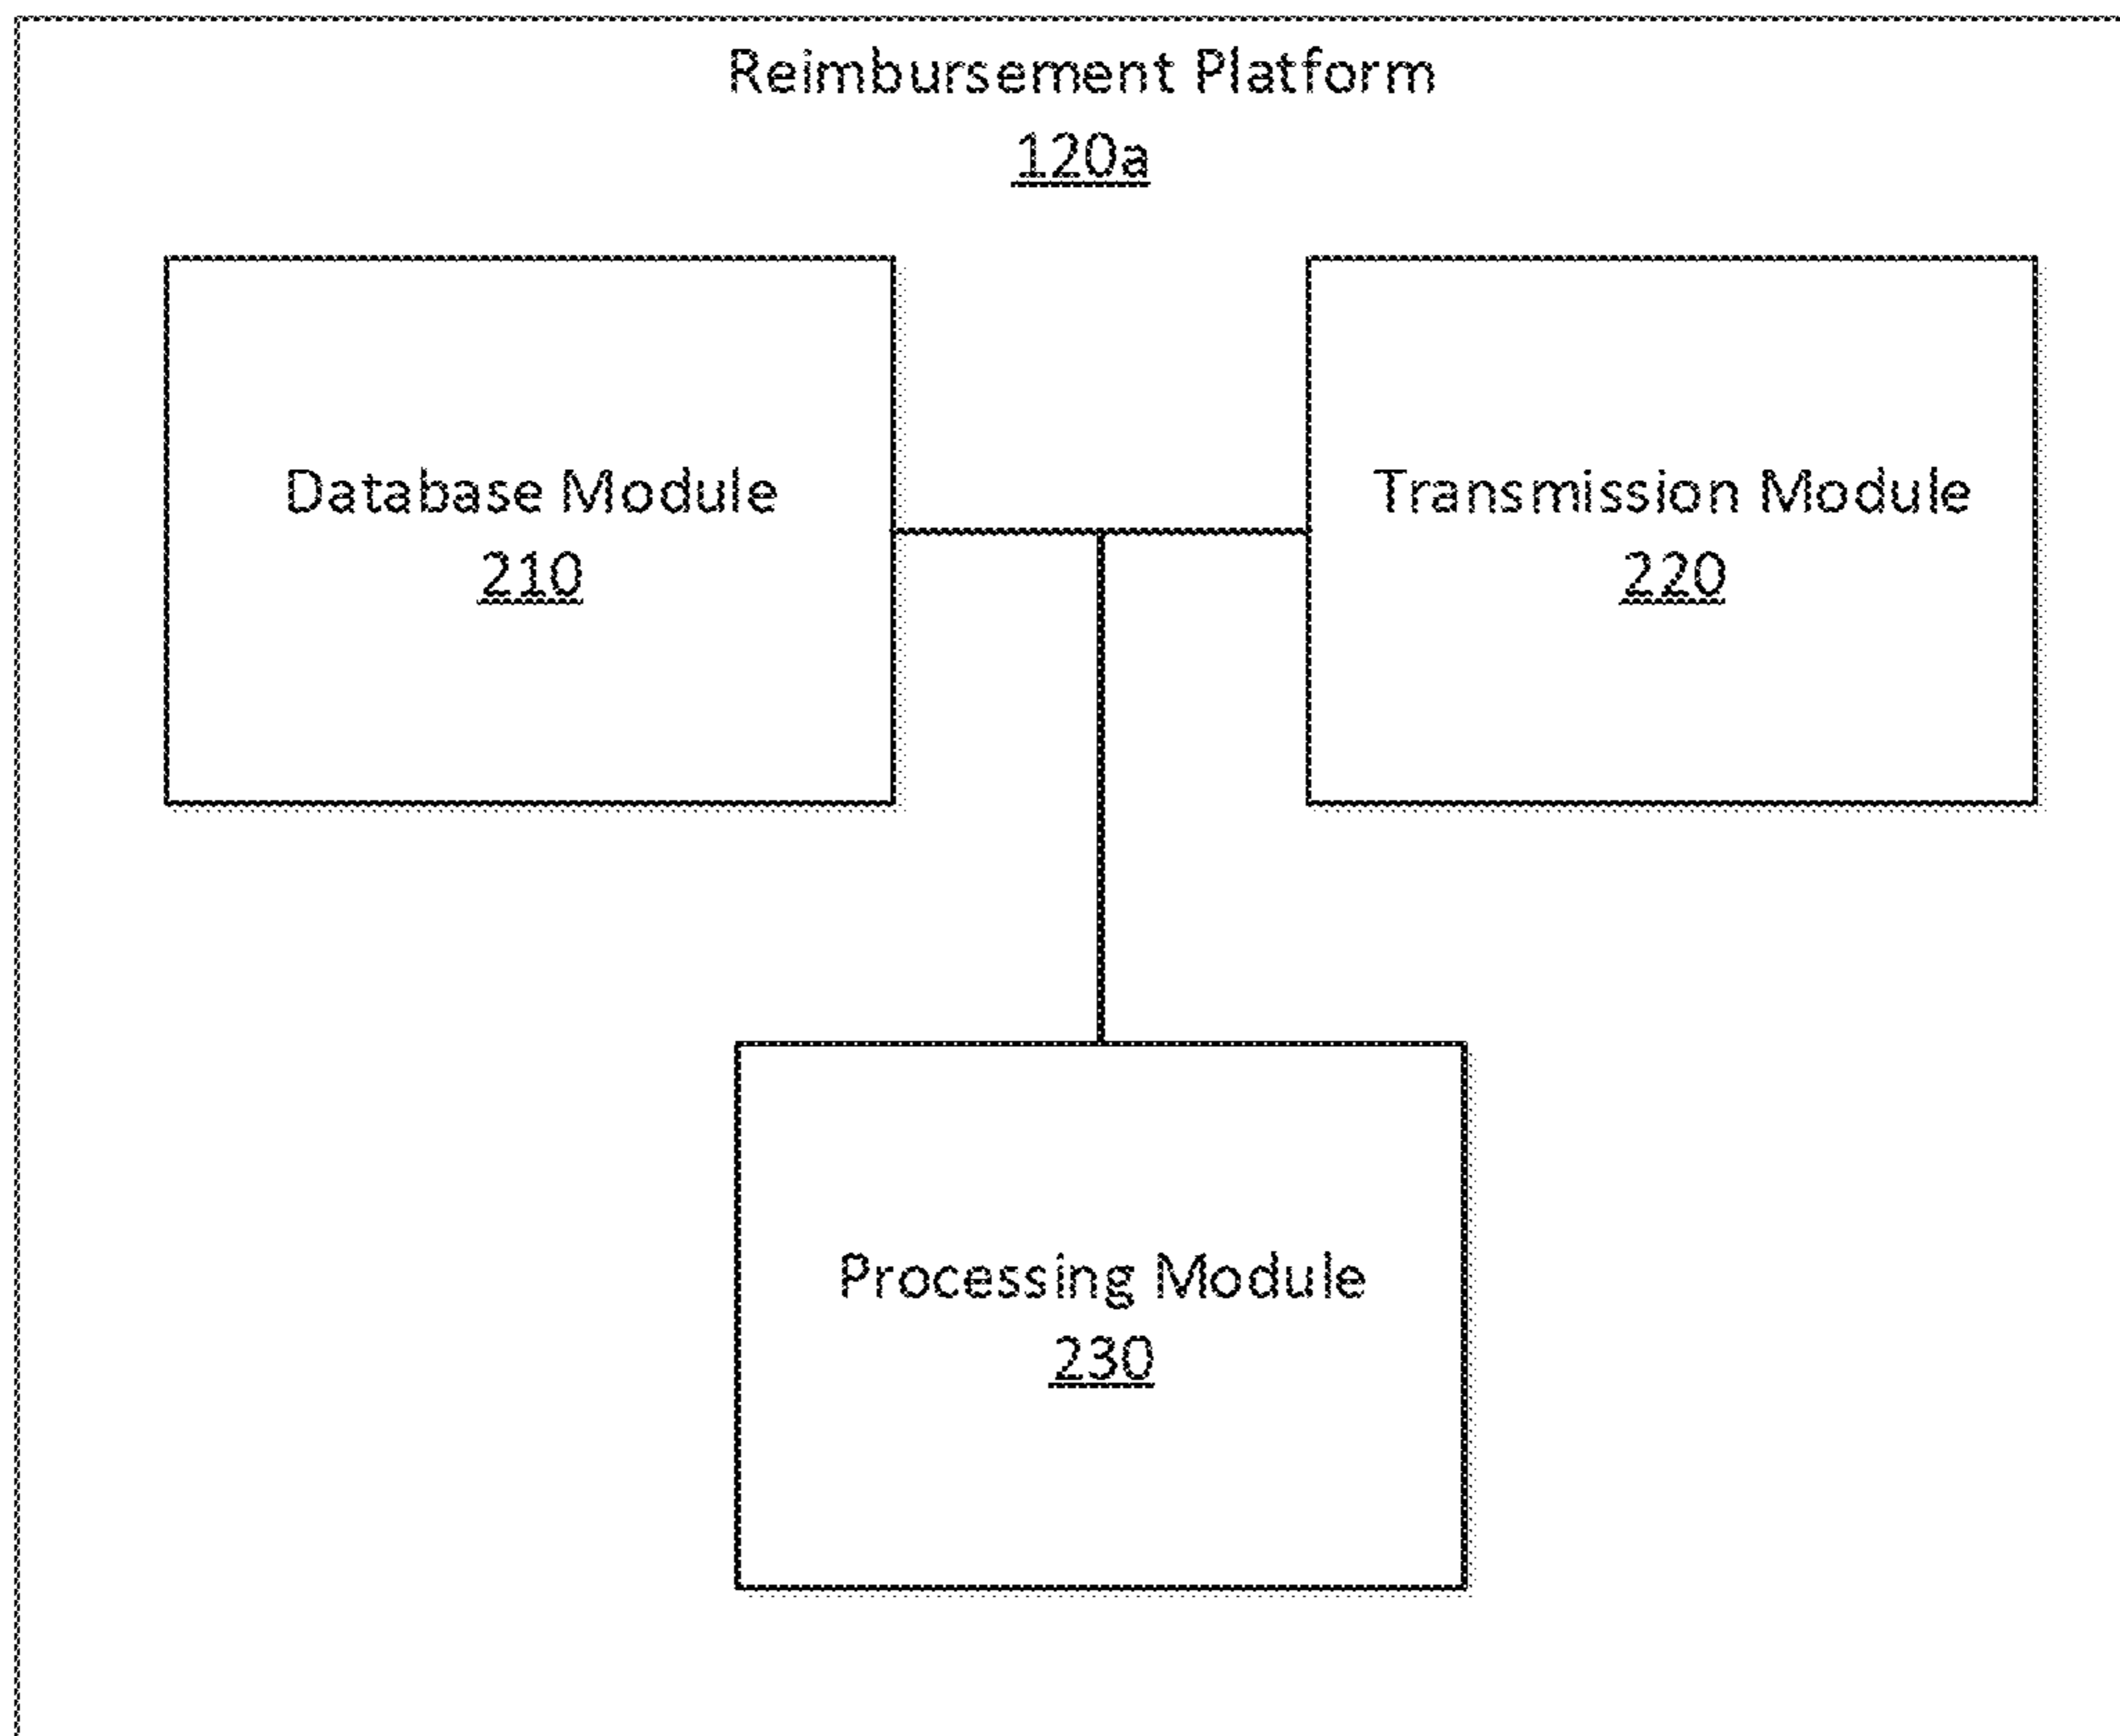 Reimbursement Platform
120a
Database Module
210
Transmission Module
220
Processing Module
230